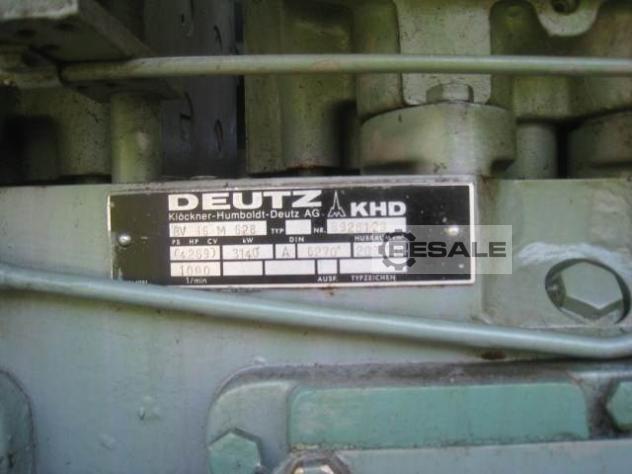 DEUTZ KHD
Klöckner-Humboldt-Deutz AG.
BV 16 M 628 TYP NR.
PS HP CV kW DIN
(4269) 3140 A 6270
1000
1/min AUSF. TYPZEICHEN
RESALE